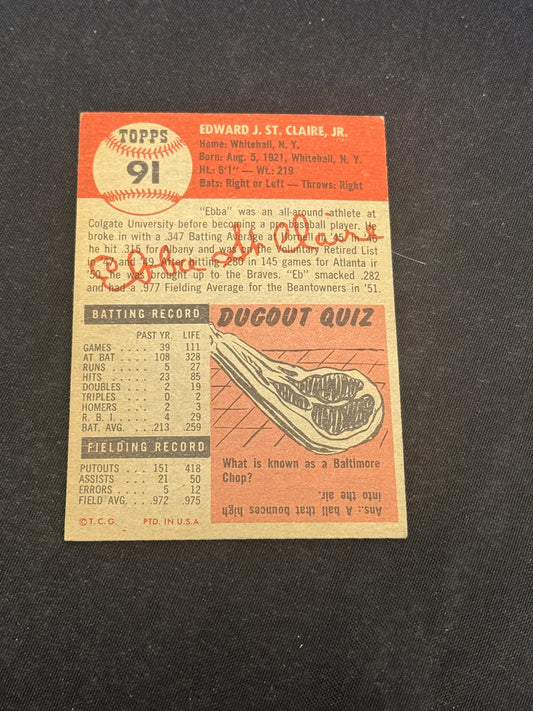 TOPPS
91
EDWARD J. ST. CLAIRE, JR.
Home: Whitehall, N. Y.
Born: Aug. 5, 1921, Whitehall, N. Y.
Ht.: 6'1" — Wt.: 219
Bats: Right or Left — Throws: Right
"Ebba" was an all-around athlete at
Colgate University before becoming a pro baseball player. He
broke in with a .347 Batting Average at Hornell in '45. In '46
he hit .315 for Albany and was on the Voluntary Retired List
and '49. After hitting .280 in 145 games for Atlanta in
'50, he was brought up to the Braves. "Eb" smacked .282
and had a .977 Fielding Average for the Beantowners in '51.
Ebba St. Claire
BATTING RECORD
PAST YR. LIFE
GAMES . . . 39 111
AT BAT . . . 108 328
RUNS . . . . 5 27
HITS . . . . 23 85
DOUBLES . . 2 19
TRIPLES . . . 0 2
HOMERS . . 2 3
R. B. I. . . . 4 29
BAT. AVG. . . .213 .259
FIELDING RECORD
PUTOUTS . . . 151 418
ASSISTS . . . . 21 50
ERRORS . . . . 5 12
FIELD AVG. . . .972 .975
© T. C. G. PTD. IN U.S.A.
DUGOUT QUIZ
What is known as a Baltimore
Chop?
Ans.: A ball that bounces high
into the air.